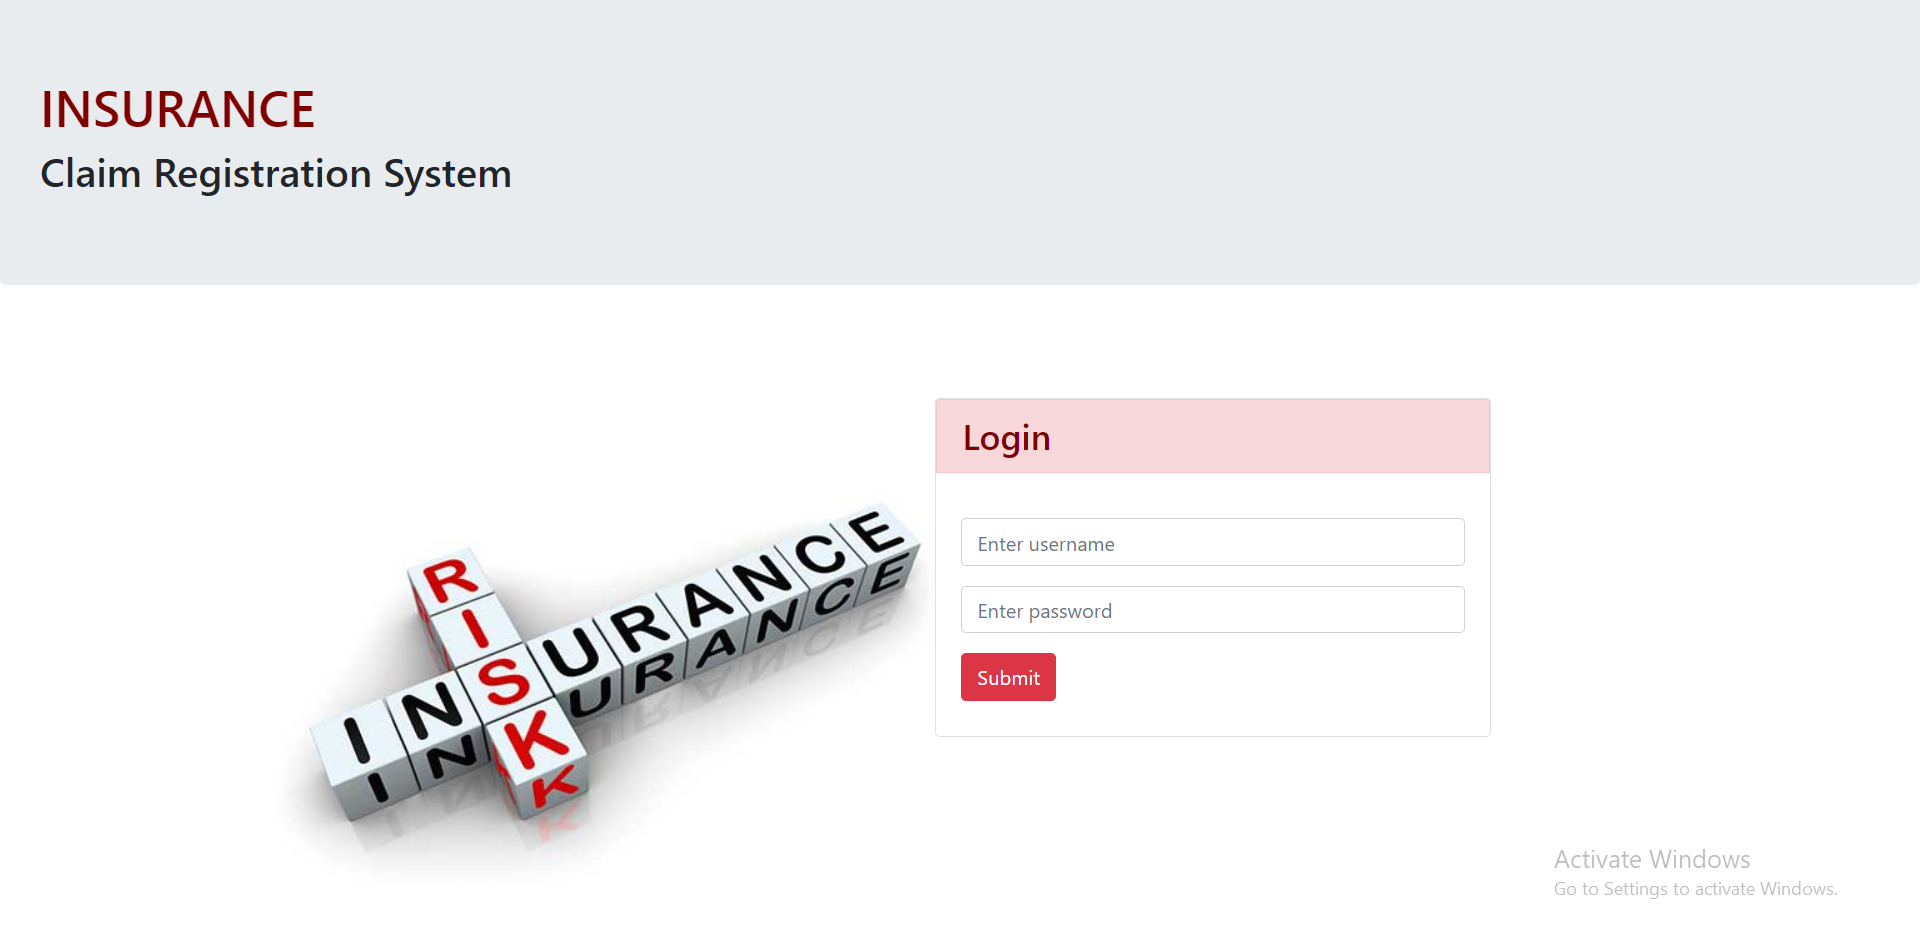 INSURANCE
Claim Registration System
Login
Enter username
Enter password
Submit
RISK
INSURANCE
Activate Windows
Go to Settings to activate Windows.